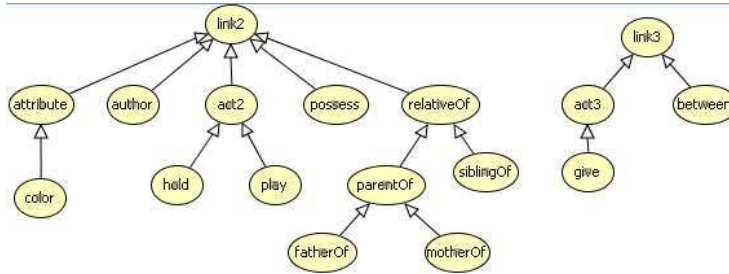 link2
link3
attribute
author
act2
possess
relativeOf
act3
between
color
hold
play
parentOf
siblingOf
give
fatherOf
motherOf